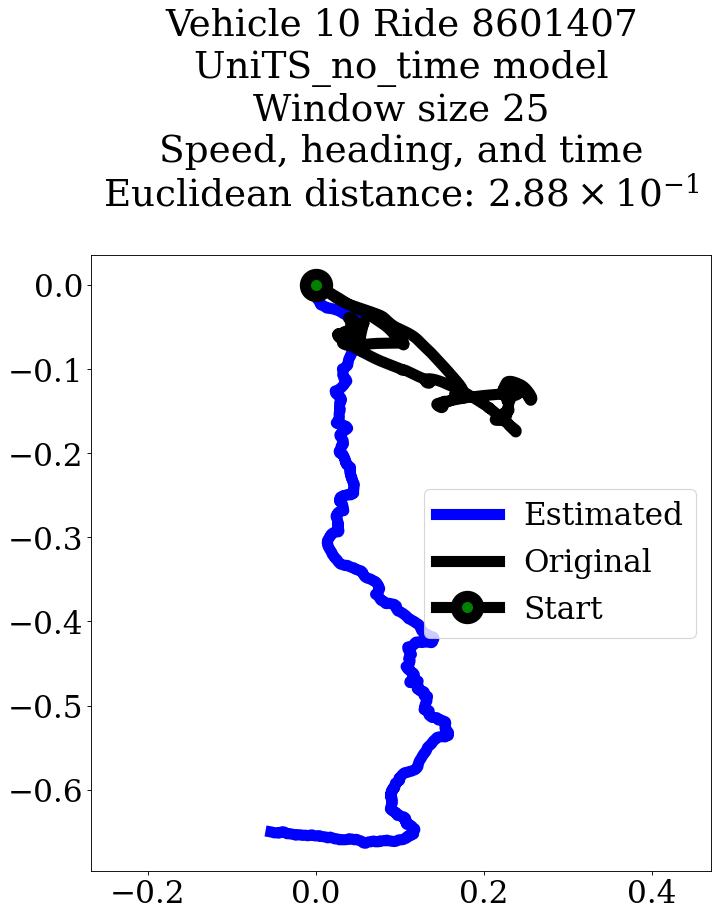 Vehicle 10 Ride 8601407
UniTS_no_time model
Window size 25
Speed, heading, and time
Euclidean distance: 2.88 × 10⁻¹
0.0
−0.1
−0.2
−0.3
−0.4
−0.5
−0.6
Estimated
Original
Start
−0.2 0.0 0.2 0.4